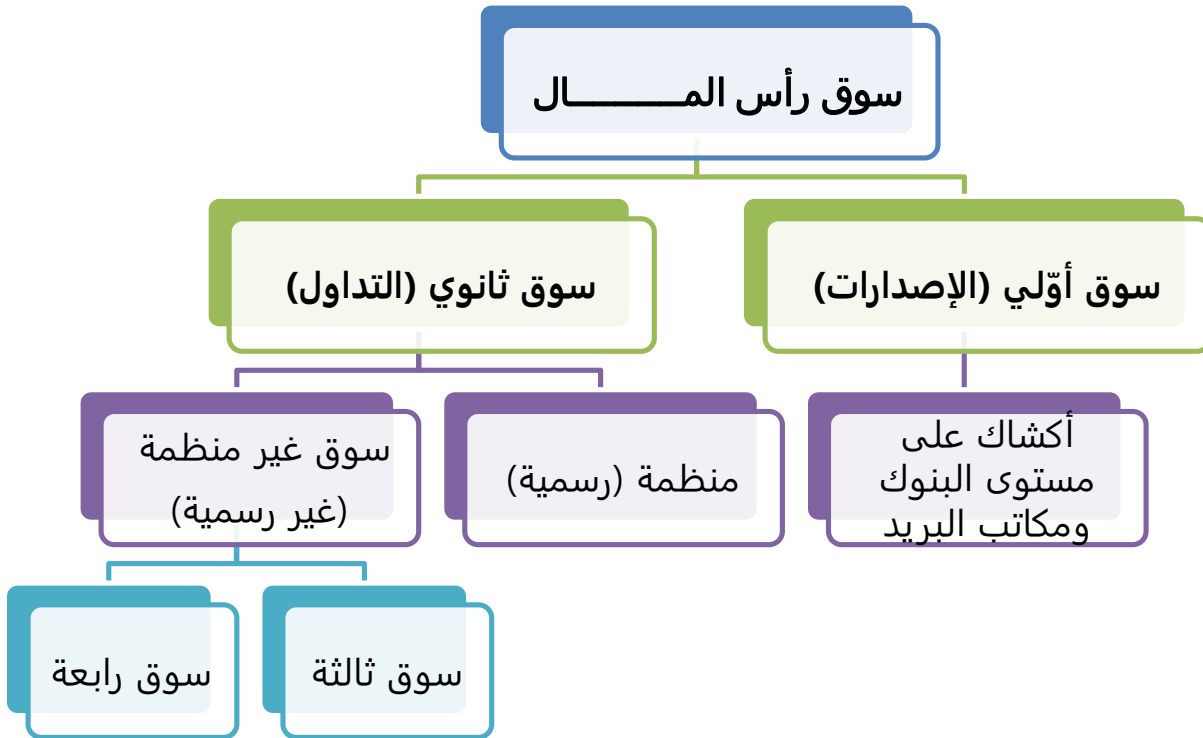 سوق رأس المـــــــــــال
سوق أوّلي (الإصدارات)
سوق ثانوي (التداول)
أكشاك على
مستوى البنوك
ومكاتب البريد
منظمة (رسمية)
سوق غير منظمة
(غير رسمية)
سوق ثالثة
سوق رابعة